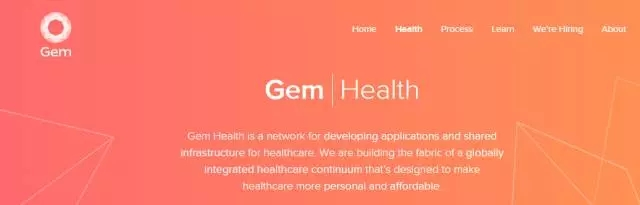 Gem
Home Health Process Learn We're Hiring About
Gem Health
Gem Health is a network for developing applications and shared
infrastructure for healthcare. We are building the fabric of a globally
integrated healthcare continuum that's designed to make
healthcare more personal and affordable